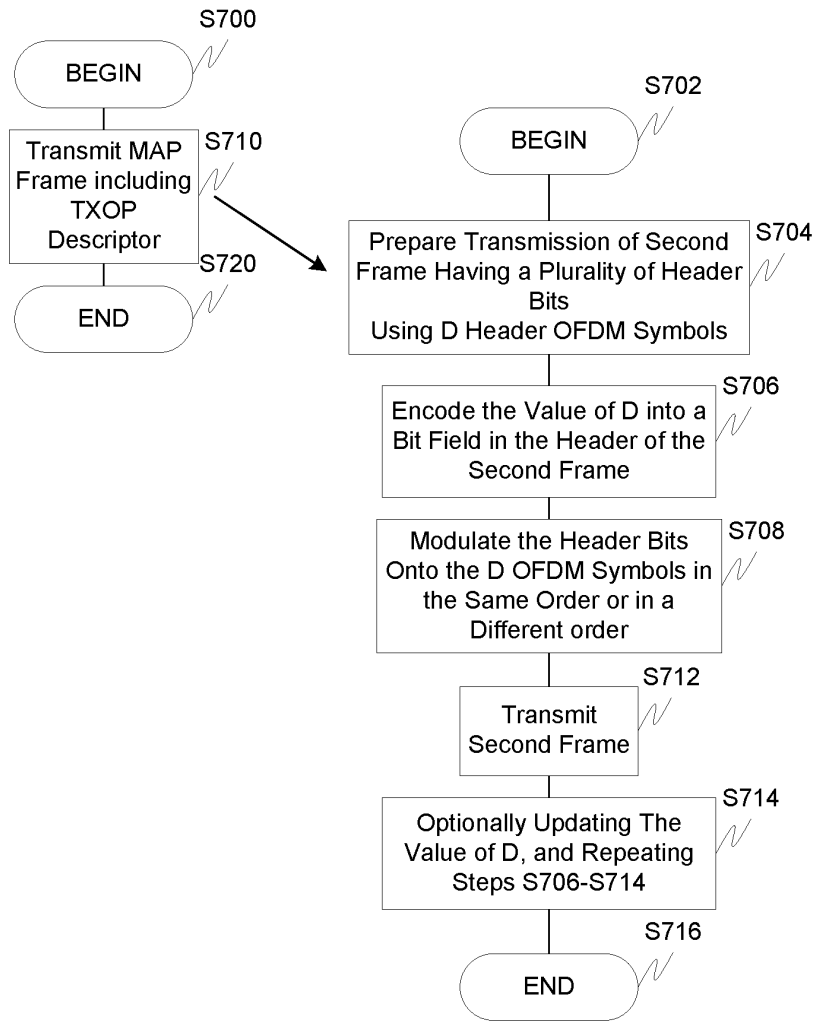 S700
BEGIN
S710
Transmit MAP
Frame including
TXOP
Descriptor
S720
END
S702
BEGIN
S704
Prepare Transmission of Second
Frame Having a Plurality of Header
Bits
Using D Header OFDM Symbols
S706
Encode the Value of D into a
Bit Field in the Header of the
Second Frame
S708
Modulate the Header Bits
Onto the D OFDM Symbols in
the Same Order or in a
Different order
S712
Transmit
Second Frame
S714
Optionally Updating The
Value of D, and Repeating
Steps S706-S714
S716
END